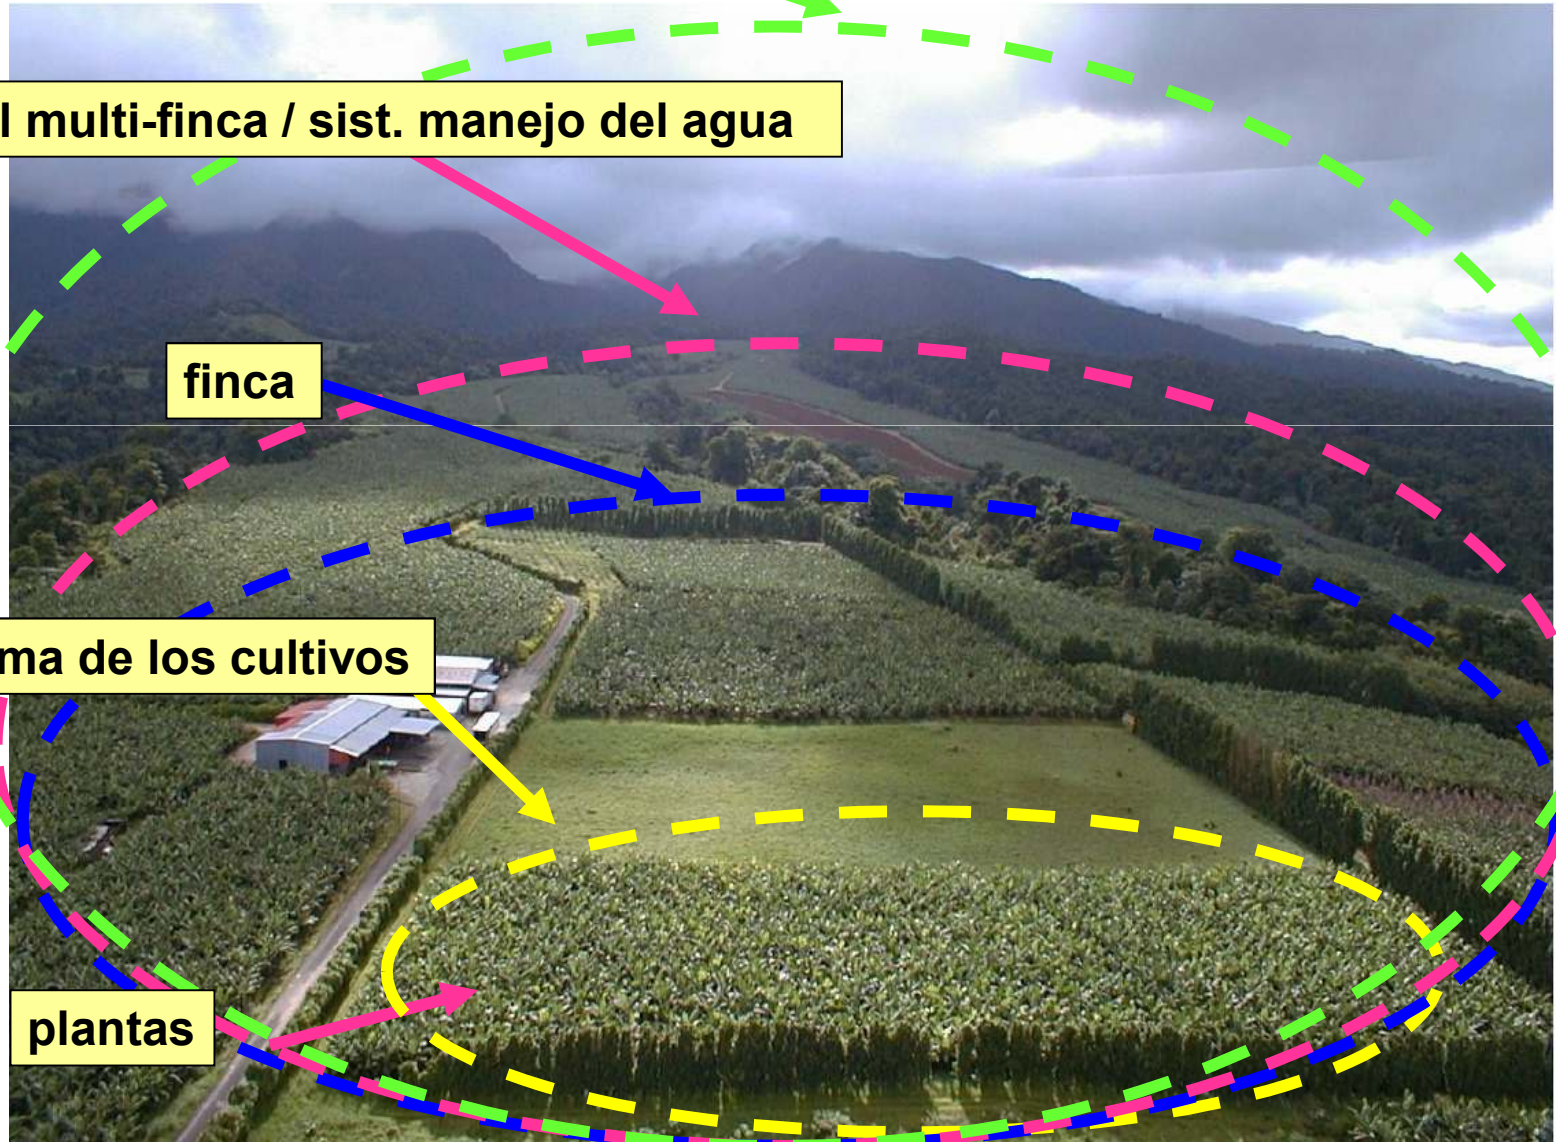 l multi-finca / sist. manejo del agua
finca
ma de los cultivos
plantas